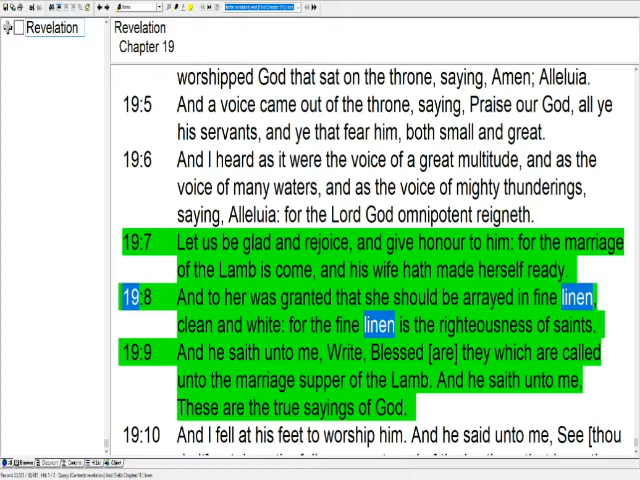 Revelation
Revelation
Chapter 19
worshipped God that sat on the throne, saying, Amen; Alleluia.
19:5 And a voice came out of the throne, saying, Praise our God, all ye
his servants, and ye that fear him, both small and great.
19:6 And I heard as it were the voice of a great multitude, and as the
voice of many waters, and as the voice of mighty thunderings,
saying, Alleluia: for the Lord God omnipotent reigneth.
19:7 Let us be glad and rejoice, and give honour to him: for the marriage
of the Lamb is come, and his wife hath made herself ready.
19:8 And to her was granted that she should be arrayed in fine linen,
clean and white: for the fine linen is the righteousness of saints.
19:9 And he saith unto me, Write, Blessed [are] they which are called
unto the marriage supper of the Lamb. And he saith unto me,
These are the true sayings of God.
19:10 And I fell at his feet to worship him. And he said unto me, See [thou